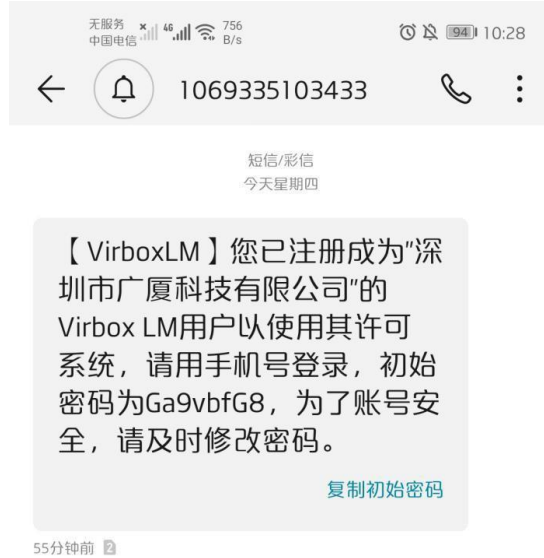 无服务
中国电信
46
756
B/s
94
10:28
1069335103433
短信/彩信
今天星期四
【VirboxLM】您已注册成为"深
圳市广厦科技有限公司"的
Virbox LM用户以使用其许可
系统，请用手机号登录，初始
密码为Ga9vbfG8，为了账号安
全，请及时修改密码。
复制初始密码
55分钟前 2